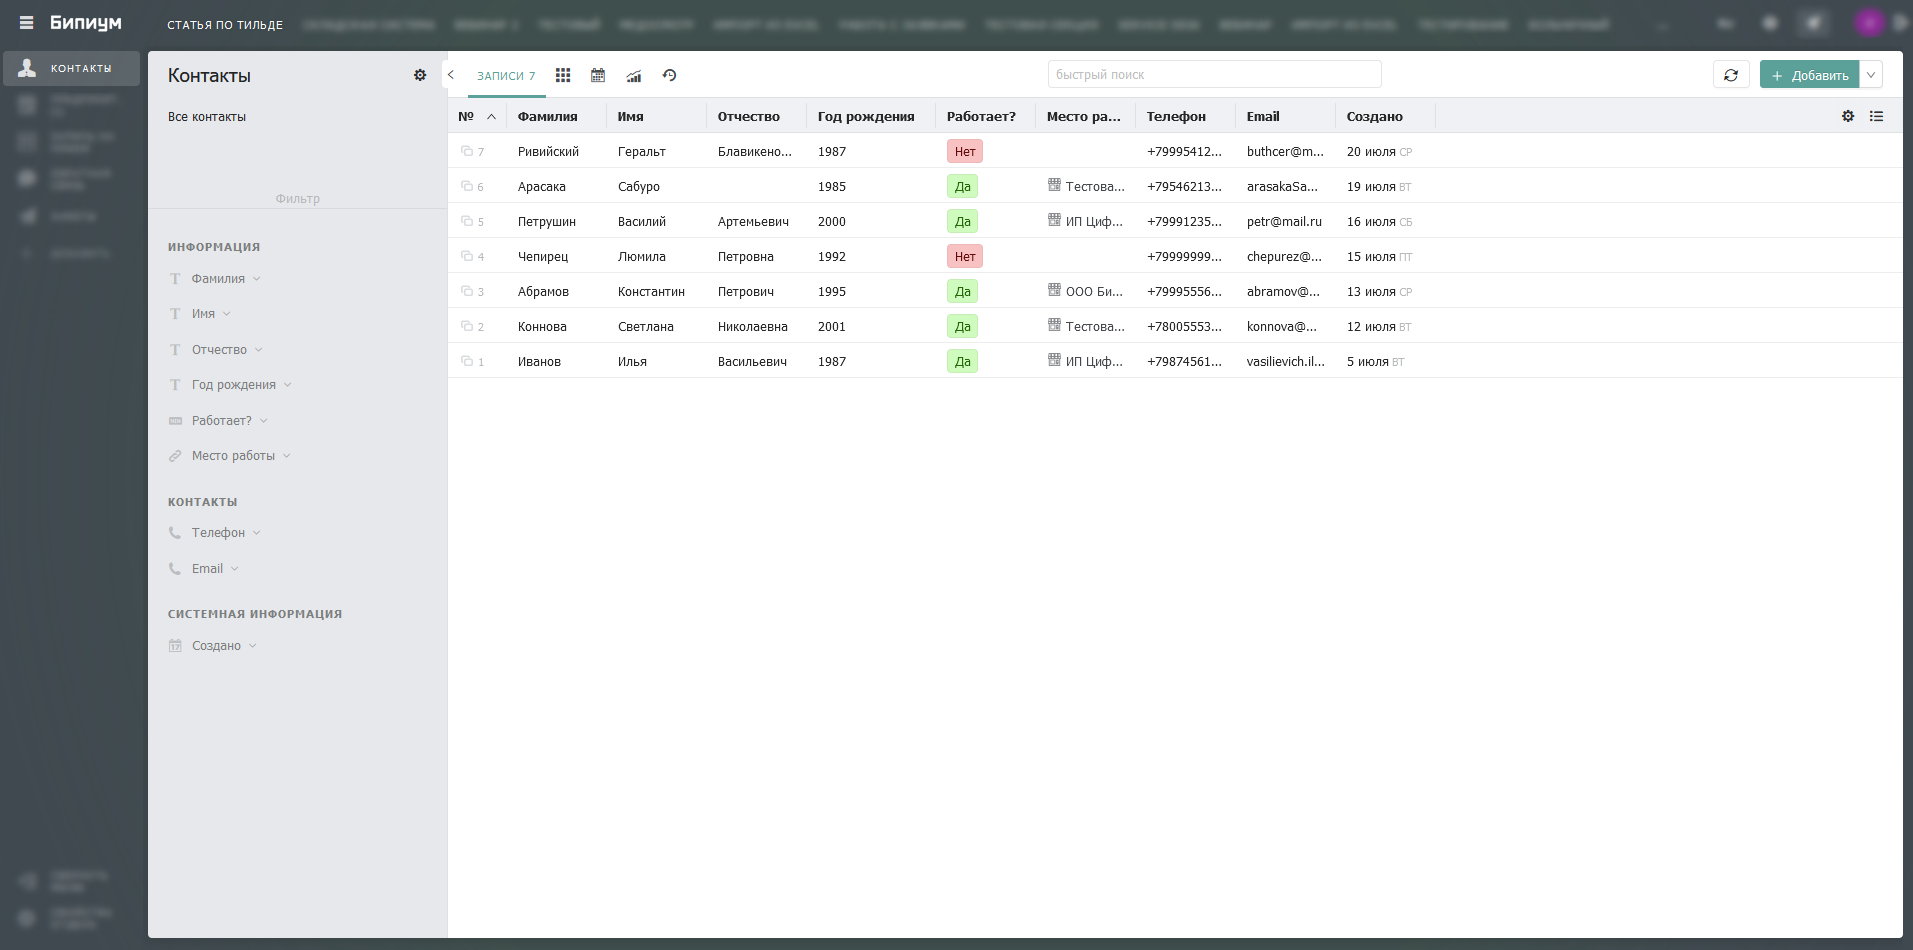 Бипиум
СТАТЬЯ ПО ТИЛЬДЕ
КОНТАКТЫ
Контакты
Все контакты
Фильтр
ИНФОРМАЦИЯ
Фамилия
Имя
Отчество
Год рождения
Работает?
Место работы
КОНТАКТЫ
Телефон
Email
СИСТЕМНАЯ ИНФОРМАЦИЯ
Создано
ЗАПИСИ 7
быстрый поиск
Добавить
№ Фамилия Имя Отчество Год рождения Работает? Место ра... Телефон Email Создано
7 Ривийский Геральт Блавикено... 1987 Нет +79995412... buthcer@m... 20 июля СР
6 Арасака Сабуро 1985 Да Тестова... +79546213... arasakaSa... 19 июля ВТ
5 Петрушин Василий Артемьевич 2000 Да ИП Циф... +79991235... petr@mail.ru 16 июля СБ
4 Чепирец Люмила Петровна 1992 Нет +79999999... chepurez@... 15 июля ПТ
3 Абрамов Константин Петрович 1995 Да ООО Би... +79995556... abramov@... 13 июля СР
2 Коннова Светлана Николаевна 2001 Да Тестова... +78005553... konnova@... 12 июля ВТ
1 Иванов Илья Васильевич 1987 Да ИП Циф... +79874561... vasilievich.il... 5 июля ВТ